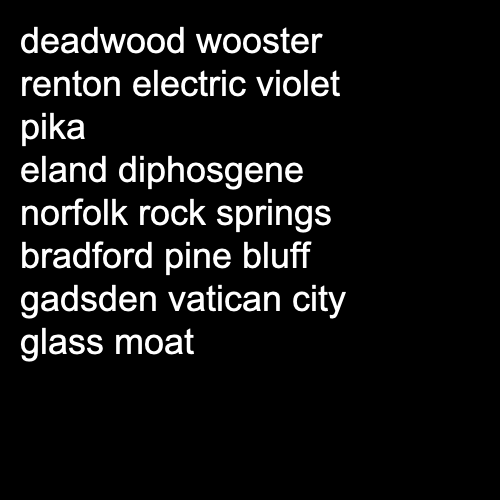 deadwood wooster
renton electric violet
pika
eland diphosgene
norfolk rock springs
bradford pine bluff
gadsden vatican city
glass moat